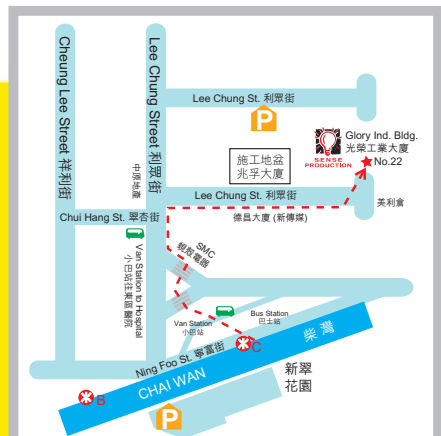 Cheung Lee Street 祥利街
Lee Chung Street 利眾街
中原地產
Lee Chung St. 利眾街
P
施工地盆
兆孚大廈
SENSE
PRODUCTION
Glory Ind. Bldg.
光榮工業大廈
No.22
Lee Chung St. 利眾街
美利倉
Chui Hang St. 翠杏街
德昌大廈 (新傳媒)
SMC
蜆殼電器
Van Station to Hospital
小巴站往東區醫院
Van Station
小巴站
Bus Station
巴士站
Ning Foo St. 寧富街
C
B
CHAI WAN
柴灣
新翠
花園
P